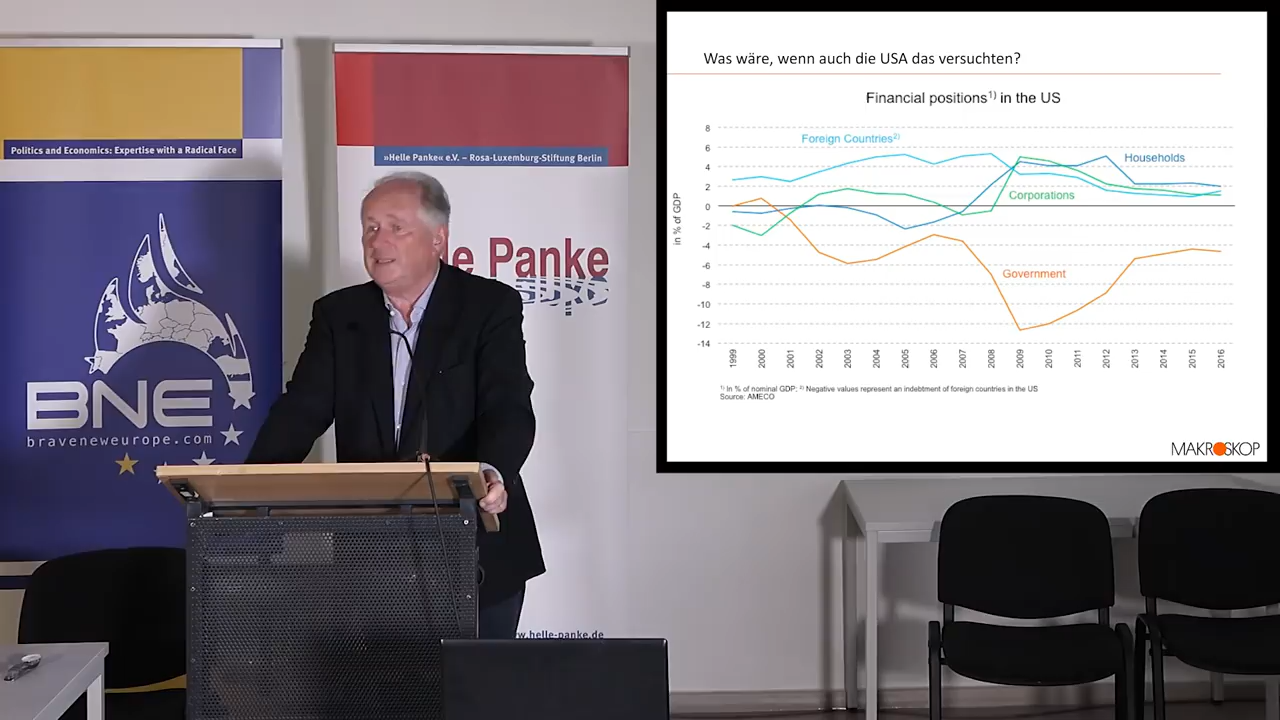 Politics and Economics: Expertise with a Radical Face
BNE
braveneweurope.com
»Helle Panke« e.V. – Rosa-Luxemburg-Stiftung Berlin
le Panke
w.helle-panke.de
Was wäre, wenn auch die USA das versuchten?
Financial positions¹⁾ in the US
in % of GDP
8
6
4
2
0
-2
-4
-6
-8
-10
-12
-14
Foreign Countries²⁾
Households
Corporations
Government
1999 2000 2001 2002 2003 2004 2005 2006 2007 2008 2009 2010 2011 2012 2013 2014 2015 2016
¹⁾ In % of nominal GDP; ²⁾ Negative values represent an indebtment of foreign countries in the US
Source: AMECO
MAKROSKOP